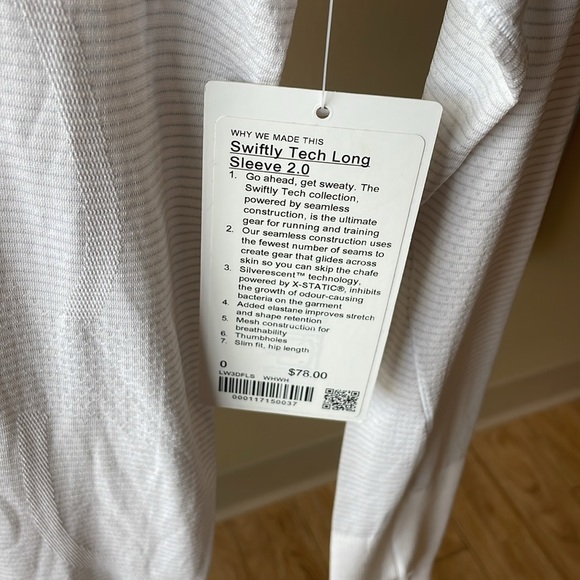 WHY WE MADE THIS
Swiftly Tech Long
Sleeve 2.0
1. Go ahead, get sweaty. The
Swiftly Tech collection,
powered by seamless
construction, is the ultimate
gear for running and training
2. Our seamless construction uses
the fewest number of seams to
create gear that glides across
skin so you can skip the chafe
3. Silverescent™ technology,
powered by X-STATIC®, inhibits
the growth of odour-causing
bacteria on the garment
4. Added elastane improves stretch
and shape retention
5. Mesh construction for
breathability
6. Thumbholes
7. Slim fit, hip length
0 $78.00
LW3DFLS WHWH
000117150037